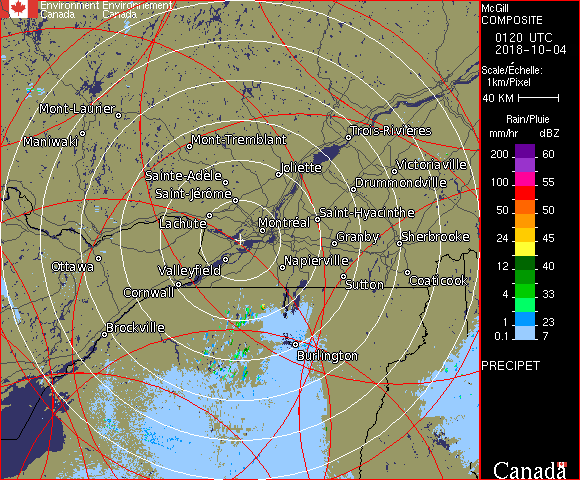 Environment Environnement
Canada Canada
McGill
COMPOSITE
0120 UTC
2018-10-04
Scale/Échelle:
1km/Pixel
40 KM
Rain/Pluie
mm/hr dBZ
200 60
150 57
100 55
50 50
24 45
12 40
4 33
1 23
0.1 7
PRECIPET
Canada
Mont-Laurier
Maniwaki
Mont-Tremblant
Trois-Rivières
Joliette
Victoriaville
Sainte-Adèle
Drummondville
Saint-Jérôme
Lachute
Montréal
Saint-Hyacinthe
Granby
Sherbrooke
Ottawa
Valleyfield
Napierville
Cornwall
Sutton
Coaticook
Brockville
Burlington